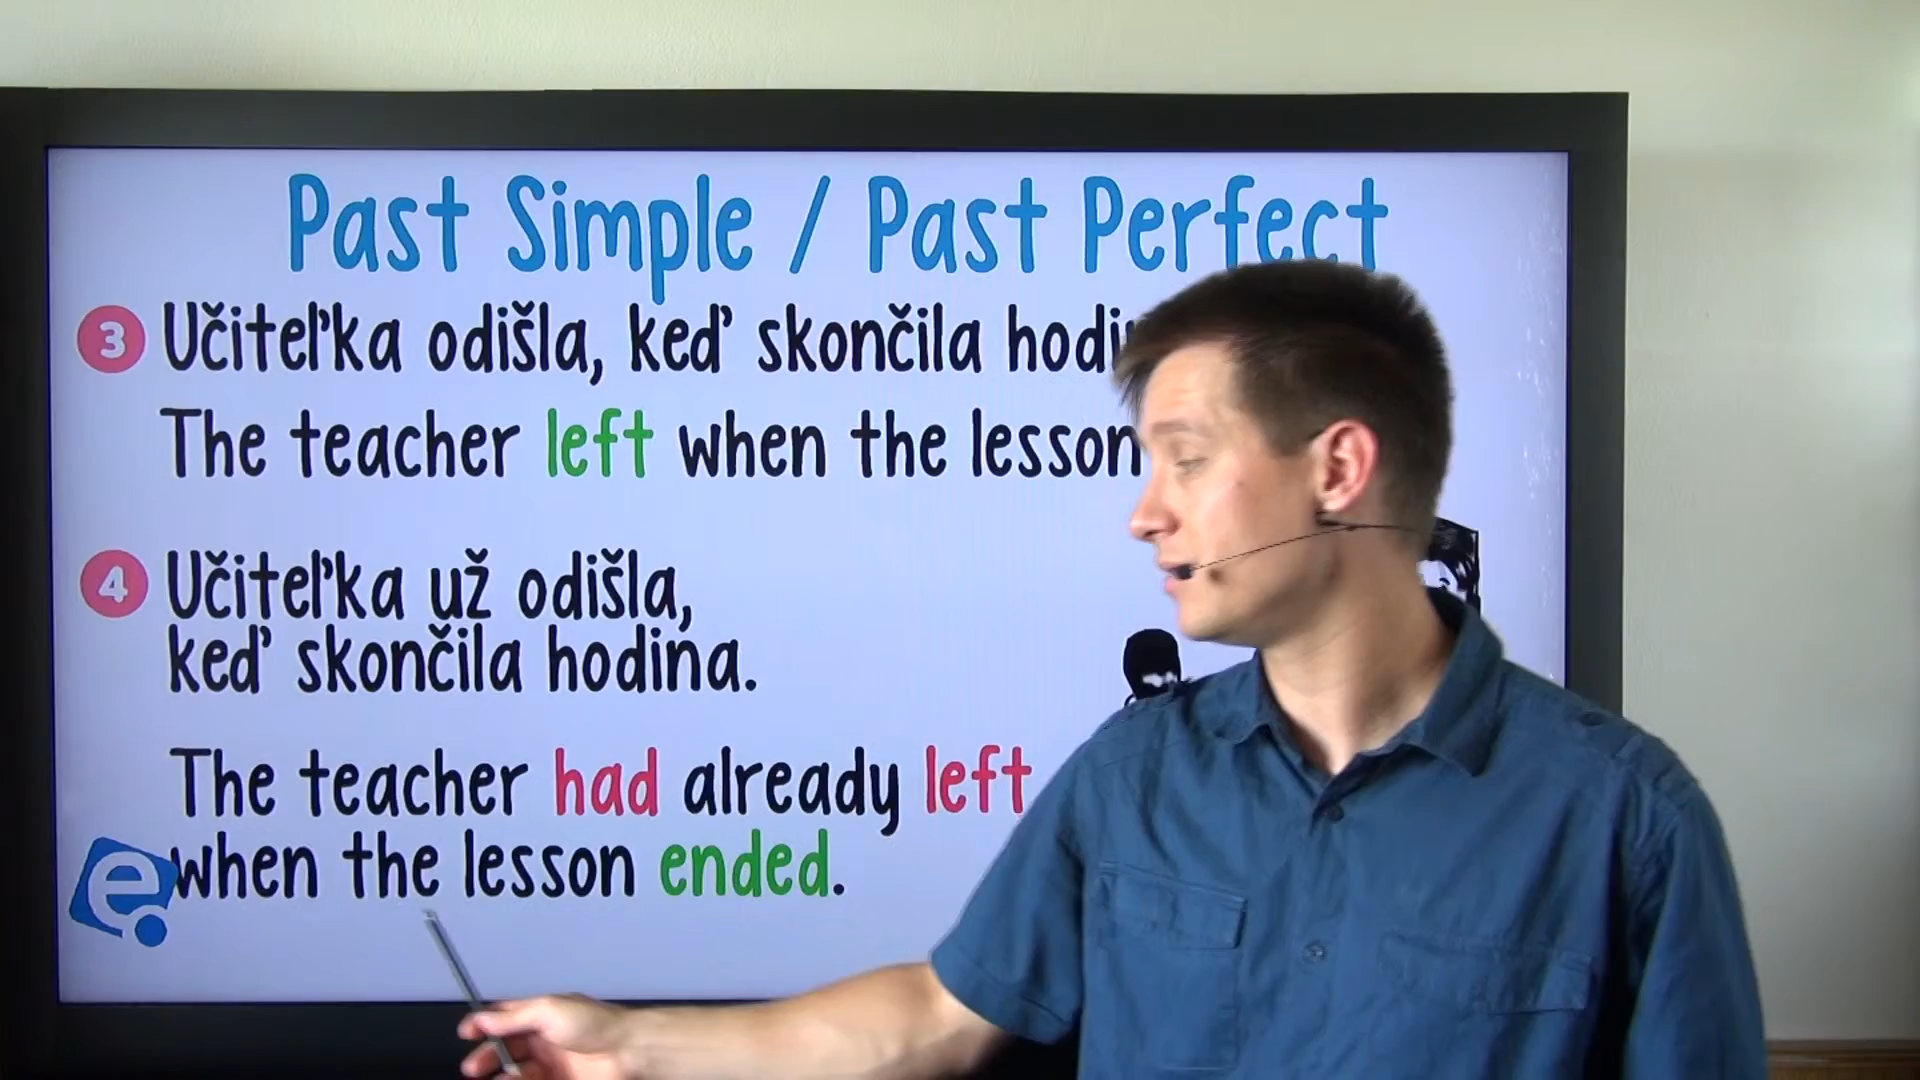 Past Simple / Past Perfect
3 Učiteľka odišla, keď skončila
The teacher left when the lesson
4 Učiteľka už odišla,
keď skončila hodina.
The teacher had already left
when the lesson ended.
e